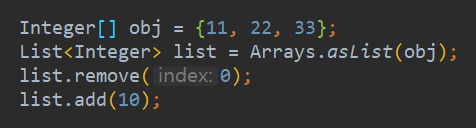 Integer[] obj = {11, 22, 33};
List<Integer> list = Arrays.asList(obj);
list.remove( index: 0);
list.add(10);